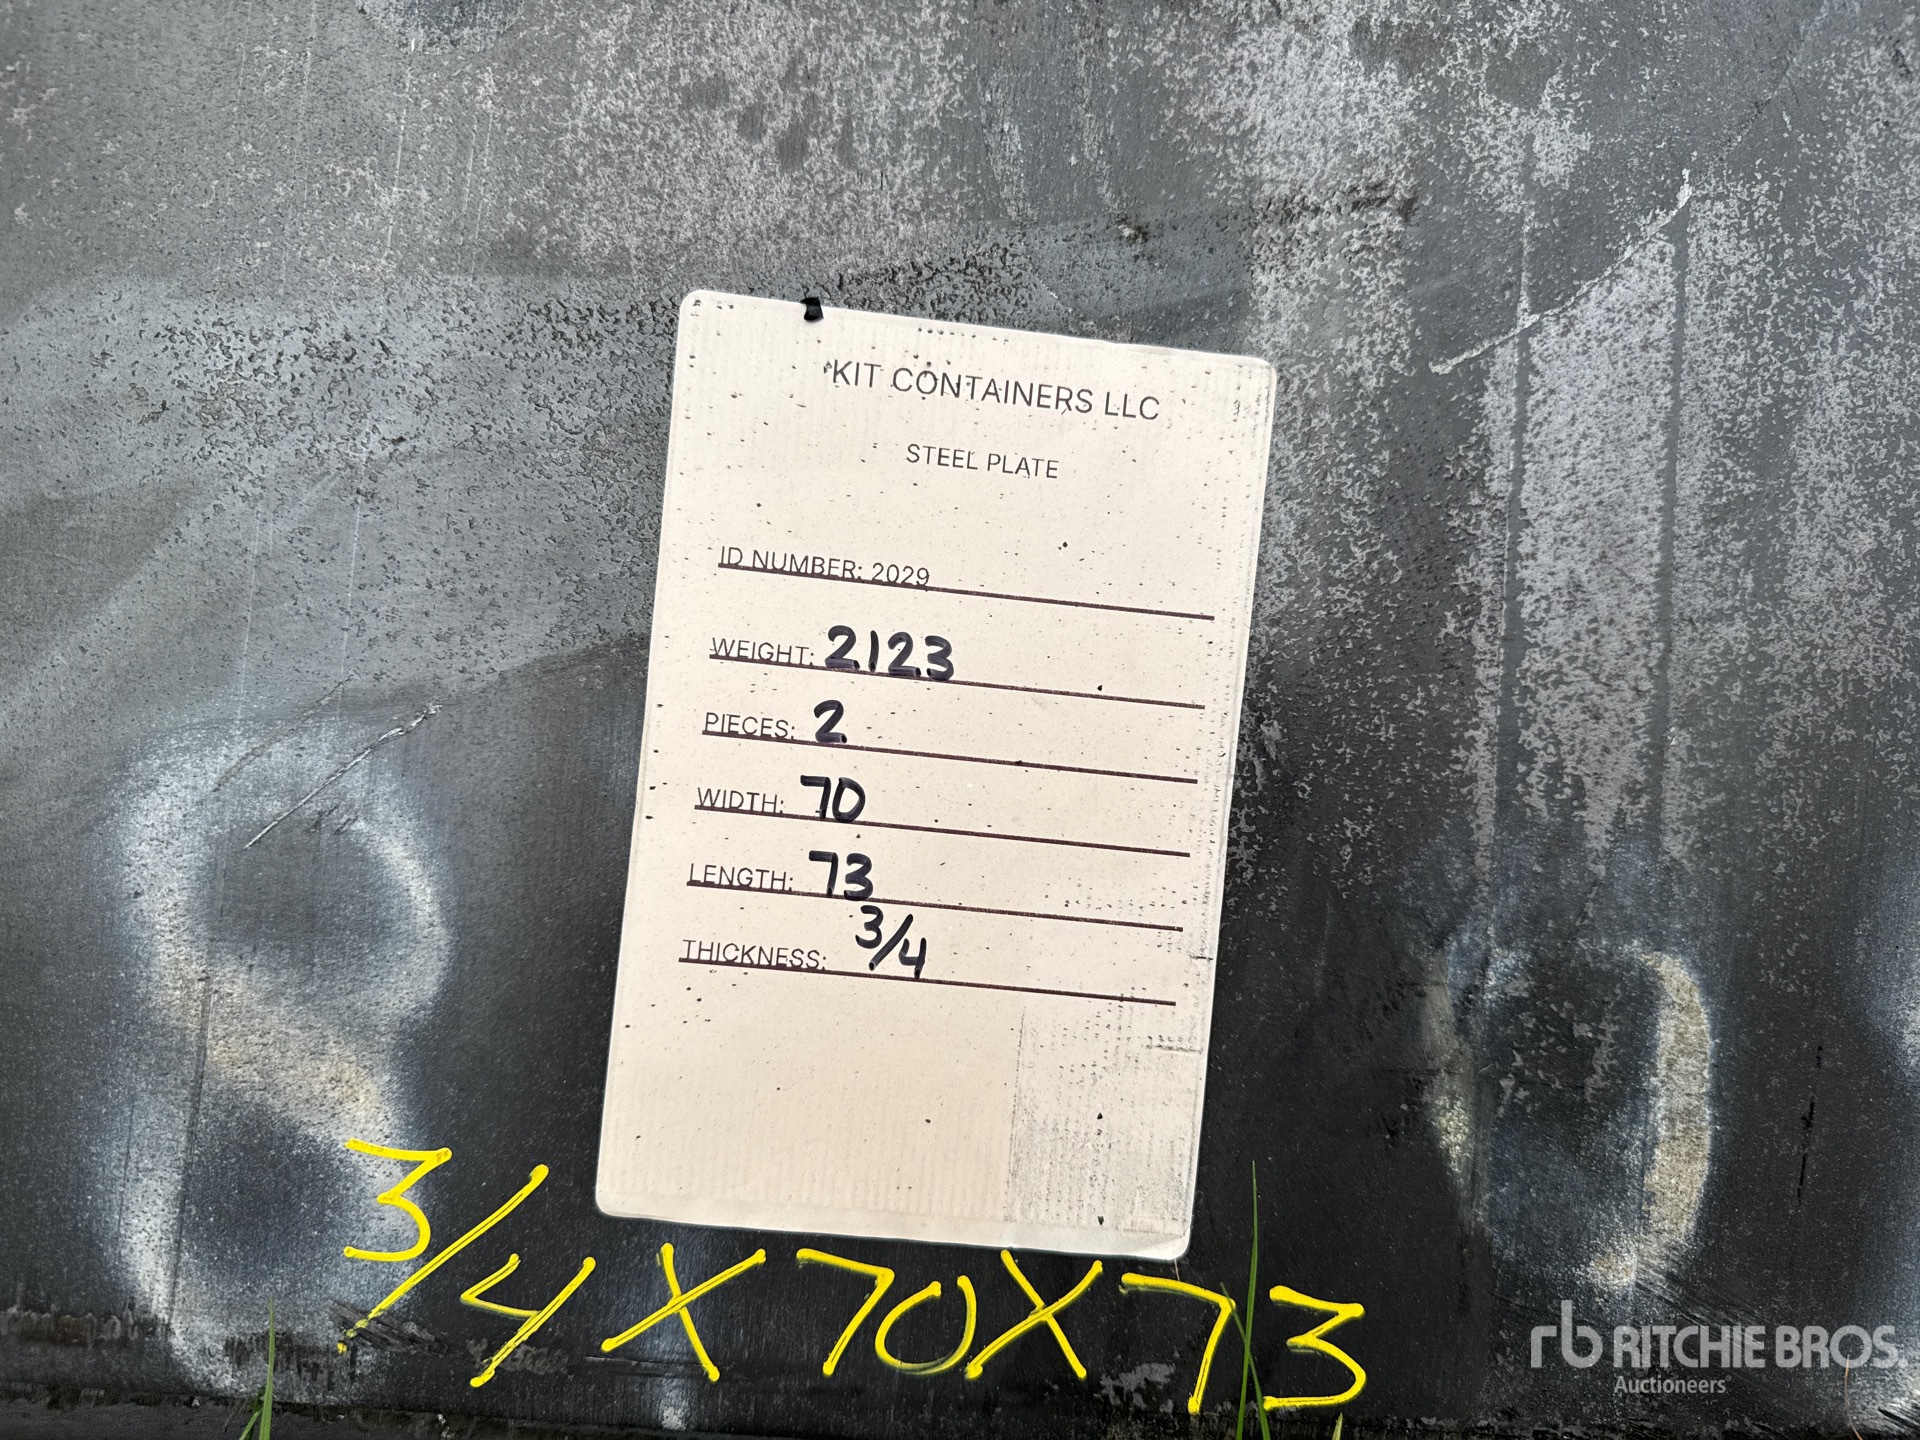 KIT CONTAINERS LLC
STEEL PLATE
ID NUMBER: 2029
WEIGHT: 2123
PIECES: 2
WIDTH: 70
LENGTH: 73
THICKNESS: 3/4
3/4 X 70 X 73
rb RITCHIE BROS.
Auctioneers